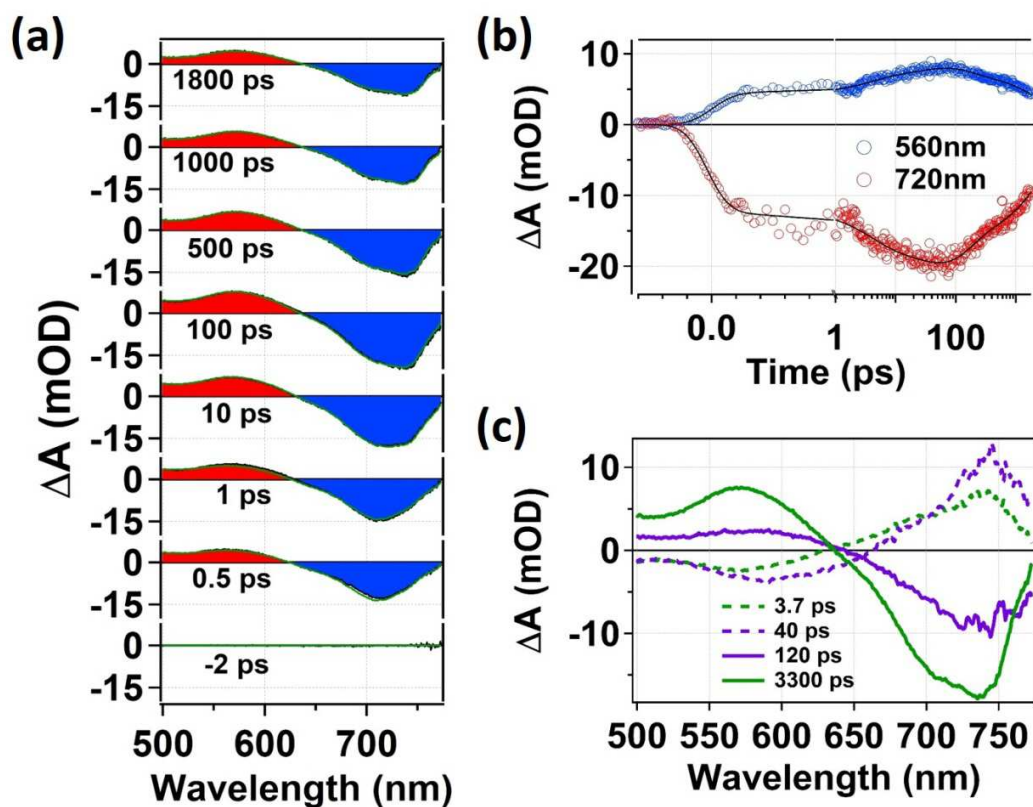 (a)
ΔA (mOD)
0
-15
1800 ps
0
-15
1000 ps
0
-15
500 ps
0
-15
100 ps
0
-15
10 ps
0
-15
1 ps
0
-15
0.5 ps
0
-15
-2 ps
500 600 700
Wavelength (nm)
(b)
ΔA (mOD)
10
0
-10
-20
560nm
720nm
0.0 1 100
Time (ps)
(c)
ΔA (mOD)
10
0
-10
3.7 ps
40 ps
120 ps
3300 ps
500 550 600 650 700 750
Wavelength (nm)